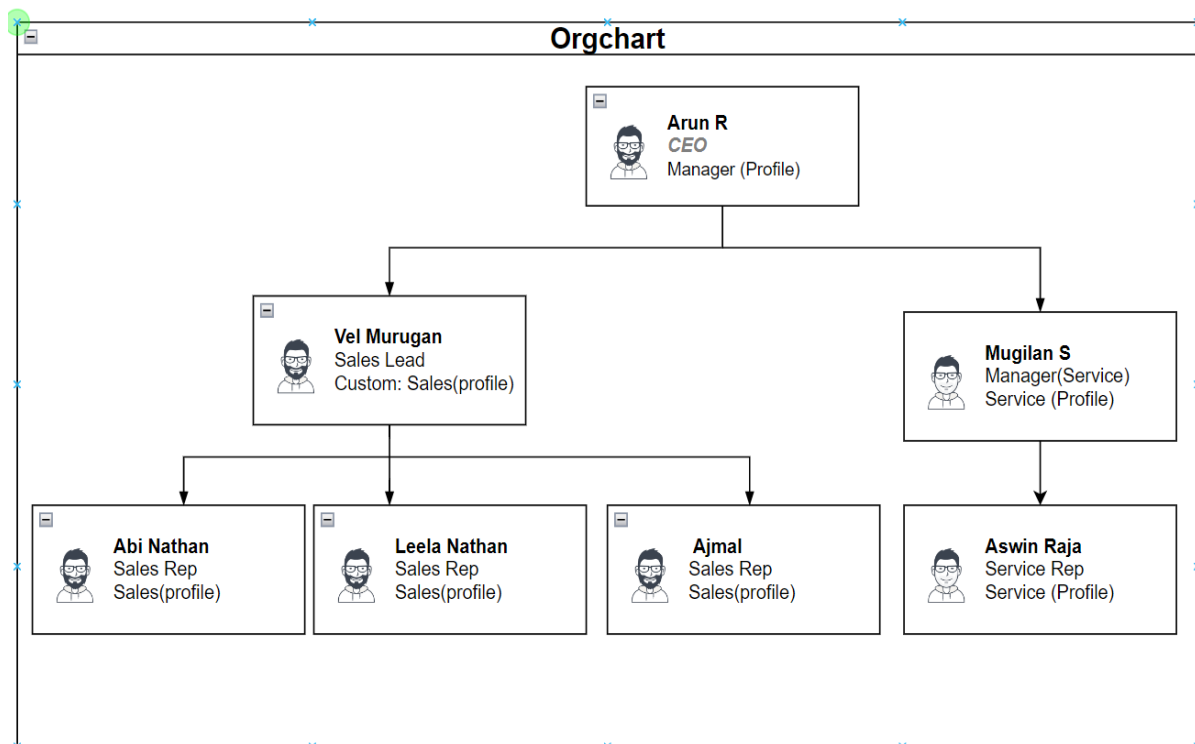 Orgchart
Arun R
CEO
Manager (Profile)
Vel Murugan
Sales Lead
Custom: Sales(profile)
Mugilan S
Manager(Service)
Service (Profile)
Abi Nathan
Sales Rep
Sales(profile)
Leela Nathan
Sales Rep
Sales(profile)
Ajmal
Sales Rep
Sales(profile)
Aswin Raja
Service Rep
Service (Profile)